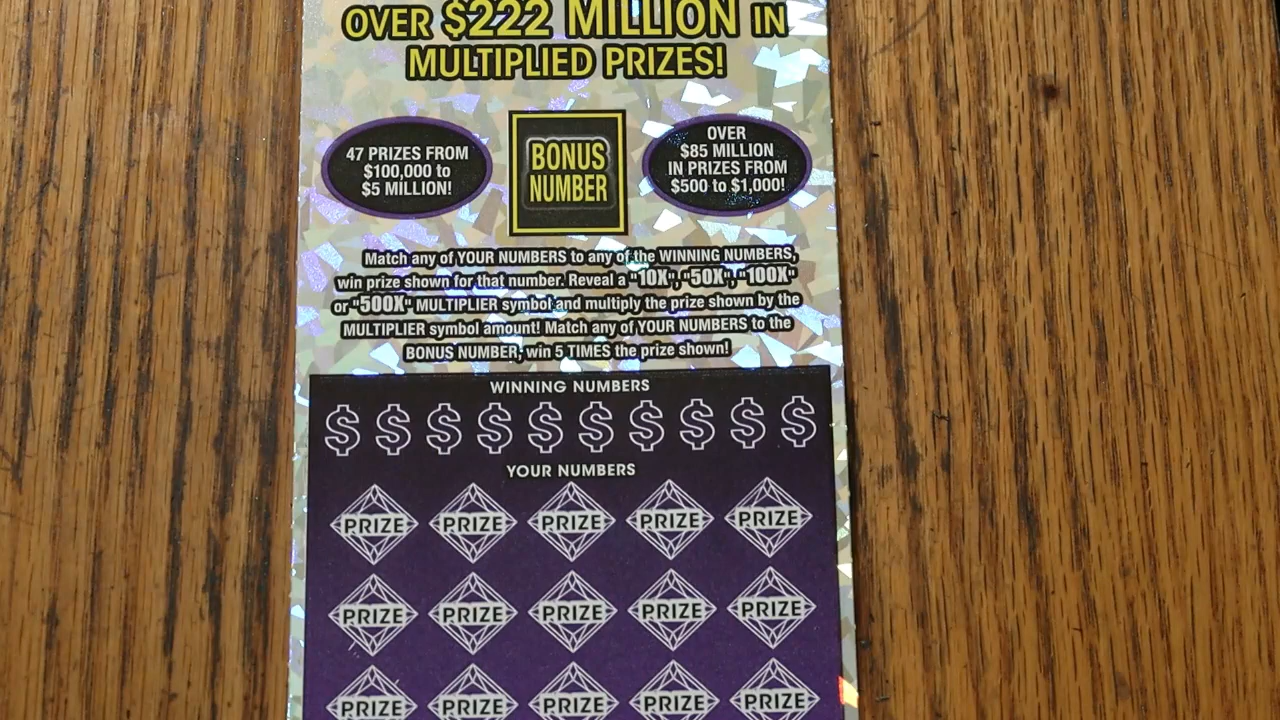 OVER $222 MILLION IN
MULTIPLIED PRIZES!
47 PRIZES FROM
$100,000 to
$5 MILLION!
BONUS
NUMBER
OVER
$85 MILLION
IN PRIZES FROM
$500 to $1,000!
Match any of YOUR NUMBERS to any of the WINNING NUMBERS,
win prize shown for that number. Reveal a "10X", "50X", "100X"
or "500X" MULTIPLIER symbol and multiply the prize shown by the
MULTIPLIER symbol amount! Match any of YOUR NUMBERS to the
BONUS NUMBER, win 5 TIMES the prize shown!
WINNING NUMBERS
$ $ $ $ $ $ $ $ $ $
YOUR NUMBERS
PRIZE PRIZE PRIZE PRIZE PRIZE
PRIZE PRIZE PRIZE PRIZE PRIZE
PRIZE PRIZE PRIZE PRIZE PRIZE